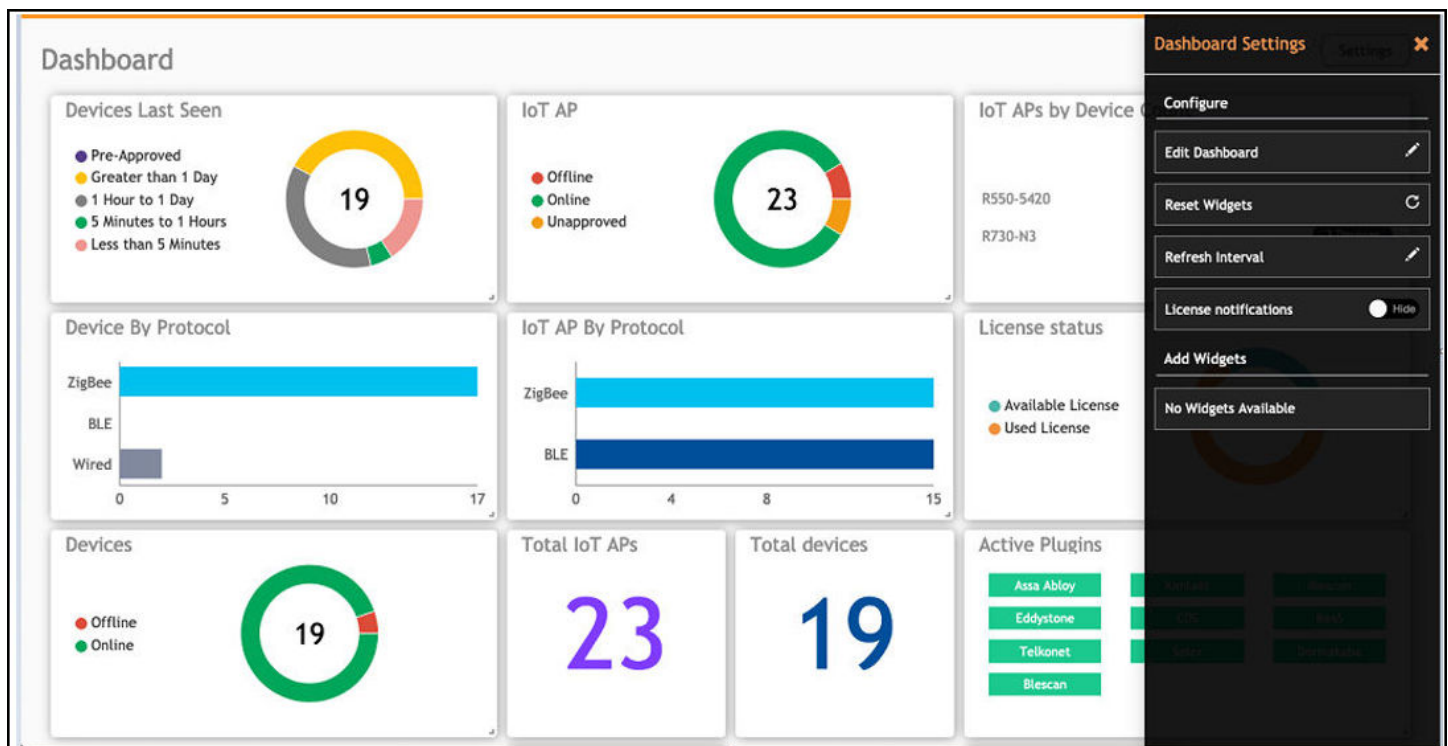 Dashboard
Dashboard Settings
Settings
Devices Last Seen
Pre-Approved
Greater than 1 Day
1 Hour to 1 Day
5 Minutes to 1 Hours
Less than 5 Minutes
19
IoT AP
Offline
Online
Unapproved
23
IoT APs by Device
R550-5420
R730-N3
Configure
Edit Dashboard
Reset Widgets
Refresh Interval
License notifications
Hide
Add Widgets
No Widgets Available
Device By Protocol
ZigBee
BLE
Wired
0 5 10 17
IoT AP By Protocol
ZigBee
BLE
0 4 8 15
License status
Available License
Used License
Devices
Offline
Online
19
Total IoT APs
23
Total devices
19
Active Plugins
Assa Abloy
Eddystone
Telkonet
Blescan